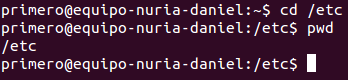 primero@equipo-nuria-daniel:~$ cd /etc
primero@equipo-nuria-daniel:/etc$ pwd
/etc
primero@equipo-nuria-daniel:/etc$